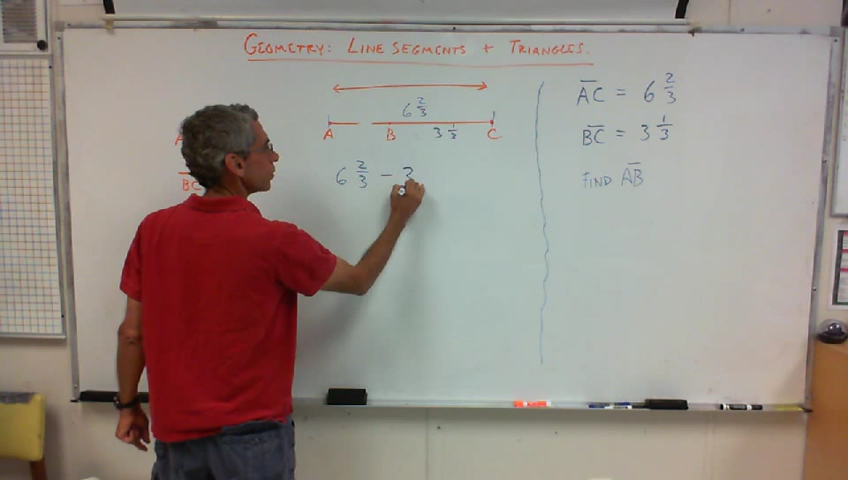 GEOMETRY: LINE SEGMENTS + TRIANGLES.
6 2/3
A B 3 1/3 C
A
BC
6 2/3 - 3
AC = 6 2/3
BC = 3 1/3
FIND AB